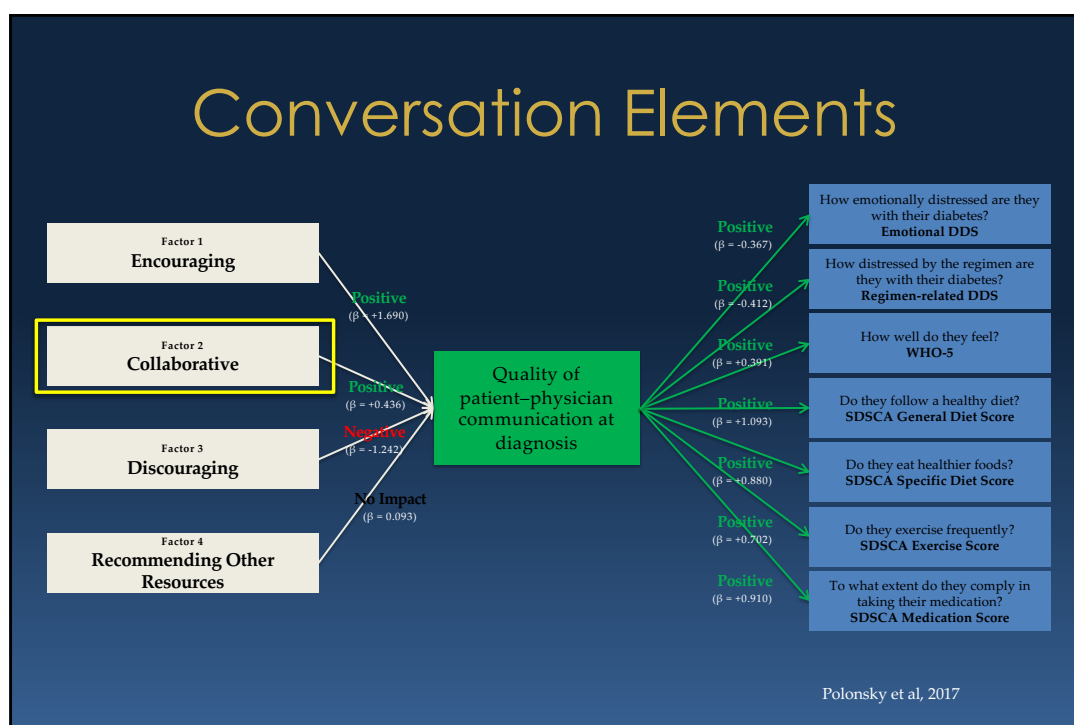 Conversation Elements
Factor 1
Encouraging
Factor 2
Collaborative
Factor 3
Discouraging
Factor 4
Recommending Other
Resources
Positive
(β = +1.690)
Positive
(β = +0.436)
Negative
(β = -1.242)
No Impact
(β = 0.093)
Quality of
patient–physician
communication at
diagnosis
Positive
(β = -0.367)
Positive
(β = -0.412)
Positive
(β = +0.391)
Positive
(β = +1.093)
Positive
(β = +0.880)
Positive
(β = +0.702)
Positive
(β = +0.910)
How emotionally distressed are they
with their diabetes?
Emotional DDS
How distressed by the regimen are
they with their diabetes?
Regimen-related DDS
How well do they feel?
WHO-5
Do they follow a healthy diet?
SDSCA General Diet Score
Do they eat healthier foods?
SDSCA Specific Diet Score
Do they exercise frequently?
SDSCA Exercise Score
To what extent do they comply in
taking their medication?
SDSCA Medication Score
Polonsky et al, 2017